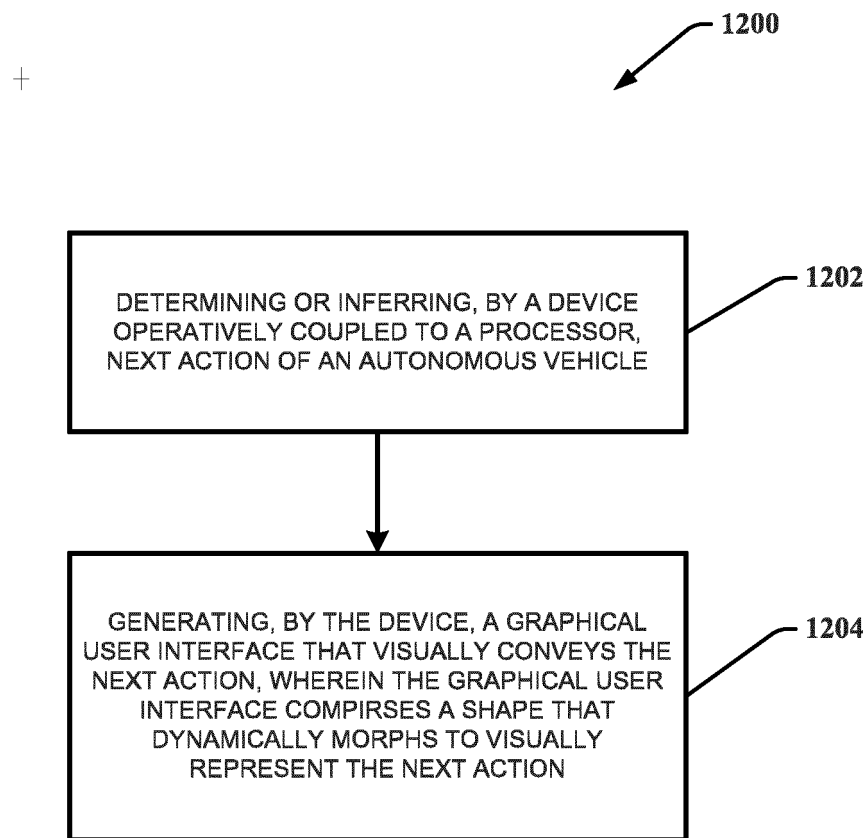 1200
DETERMINING OR INFERRING, BY A DEVICE
OPERATIVELY COUPLED TO A PROCESSOR,
NEXT ACTION OF AN AUTONOMOUS VEHICLE
1202
GENERATING, BY THE DEVICE, A GRAPHICAL
USER INTERFACE THAT VISUALLY CONVEYS THE
NEXT ACTION, WHEREIN THE GRAPHICAL USER
INTERFACE COMPIRSES A SHAPE THAT
DYNAMICALLY MORPHS TO VISUALLY
REPRESENT THE NEXT ACTION
1204